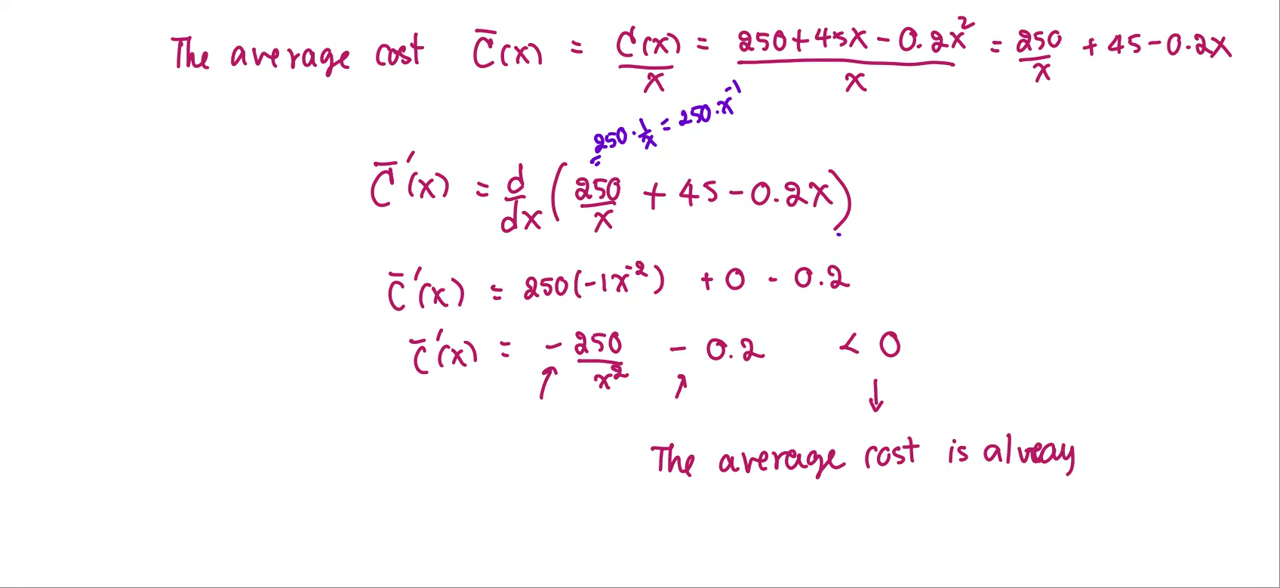 The average cost C̄(x) = C(x)/x = (250+45x-0.2x²)/x = 250/x + 45-0.2x
250·1/x = 250·x⁻¹
C̄'(x) = d/dx (250/x + 45-0.2x)
C̄'(x) = 250(-1x⁻²) + 0 - 0.2
C̄'(x) = -250/x² - 0.2 < 0
The average cost is alway